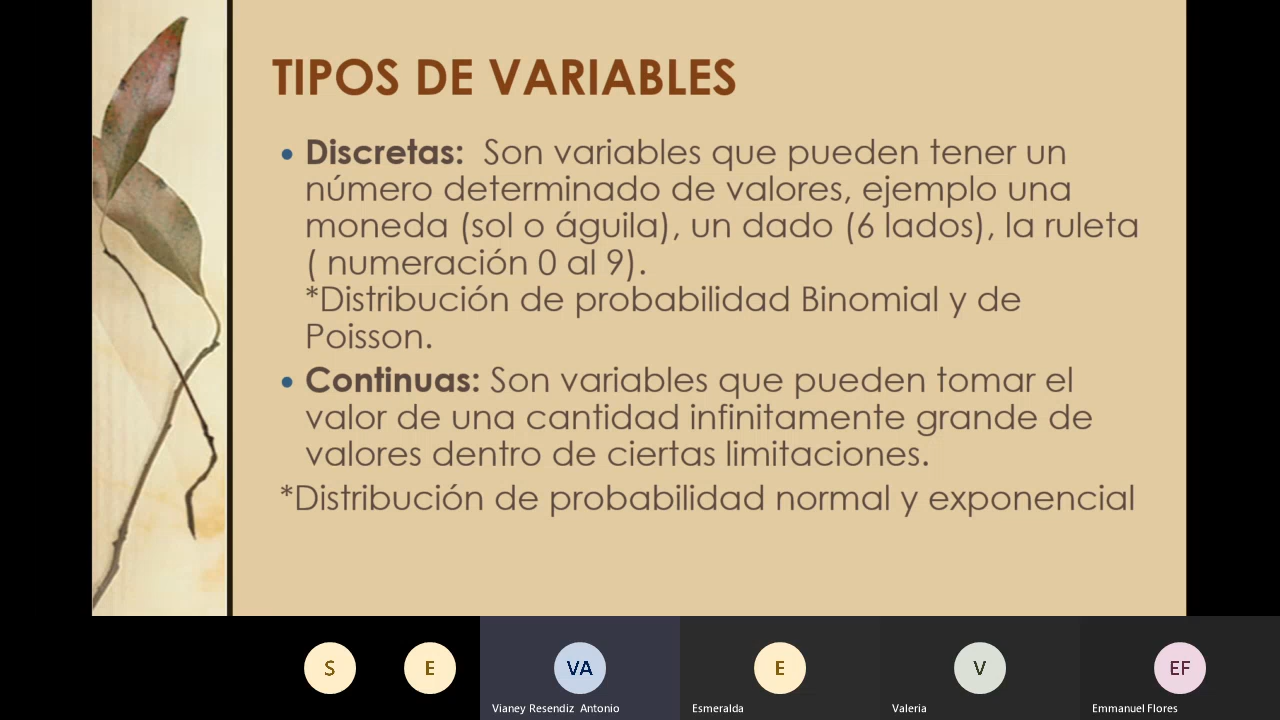 TIPOS DE VARIABLES
• Discretas: Son variables que pueden tener un
número determinado de valores, ejemplo una
moneda (sol o águila), un dado (6 lados), la ruleta
( numeración 0 al 9).
*Distribución de probabilidad Binomial y de
Poisson.
• Continuas: Son variables que pueden tomar el
valor de una cantidad infinitamente grande de
valores dentro de ciertas limitaciones.
*Distribución de probabilidad normal y exponencial
S
E
VA
E
V
EF
Vianey Resendiz Antonio
Esmeralda
Valeria
Emmanuel Flores